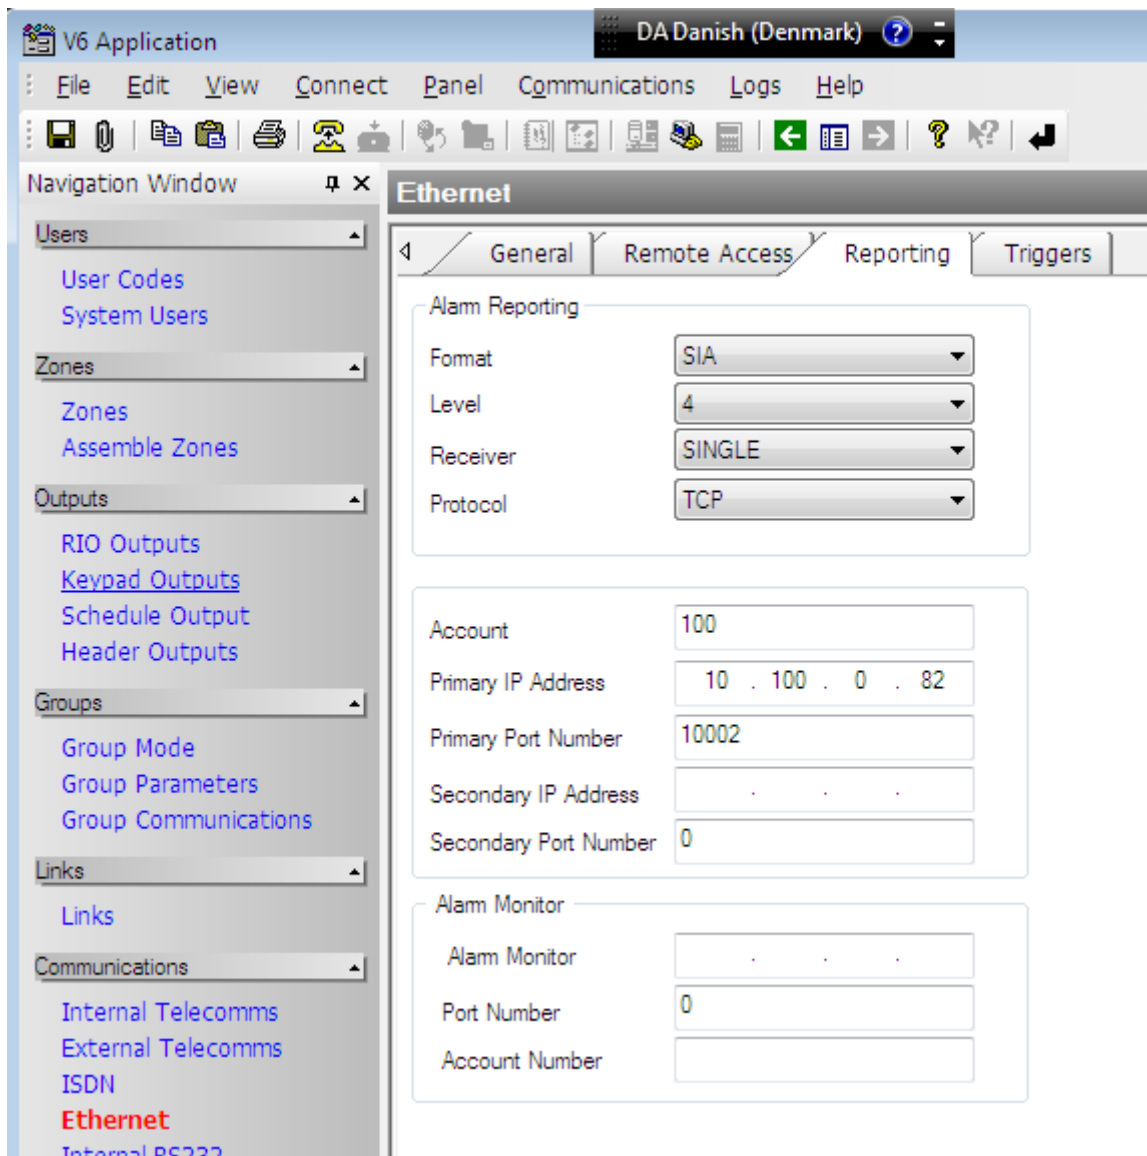 V6 Application
DA Danish (Denmark)
File Edit View Connect Panel Communications Logs Help
Navigation Window
Users
User Codes
System Users
Zones
Zones
Assemble Zones
Outputs
RIO Outputs
Keypad Outputs
Schedule Output
Header Outputs
Groups
Group Mode
Group Parameters
Group Communications
Links
Links
Communications
Internal Telecomms
External Telecomms
ISDN
Ethernet
Internal RS232
Ethernet
General Remote Access Reporting Triggers
Alarm Reporting
Format SIA
Level 4
Receiver SINGLE
Protocol TCP
Account 100
Primary IP Address 10 . 100 . 0 . 82
Primary Port Number 10002
Secondary IP Address . . .
Secondary Port Number 0
Alarm Monitor
Alarm Monitor . . .
Port Number 0
Account Number